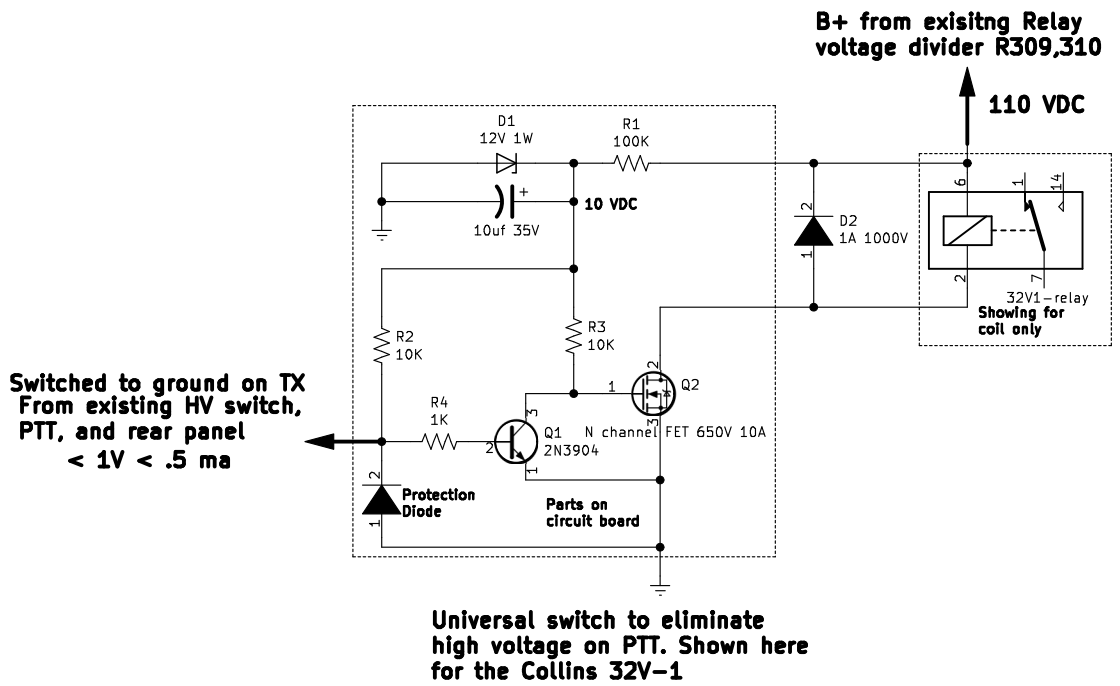 B+ from exisitng Relay
voltage divider R309,310
110 VDC
D1
12V 1W
R1
100K
+
10 VDC
10uf 35V
2
D2
1A 1000V
1
6
1
14
2
7
32V1-relay
Showing for
coil only
R2
10K
R3
10K
Switched to ground on TX
From existing HV switch,
PTT, and rear panel
< 1V < .5 ma
R4
1K
2
3
Q1
2N3904
1
1
2
Q2
3
N channel FET 650V 10A
2
Protection
Diode
1
Parts on
circuit board
Universal switch to eliminate
high voltage on PTT. Shown here
for the Collins 32V-1